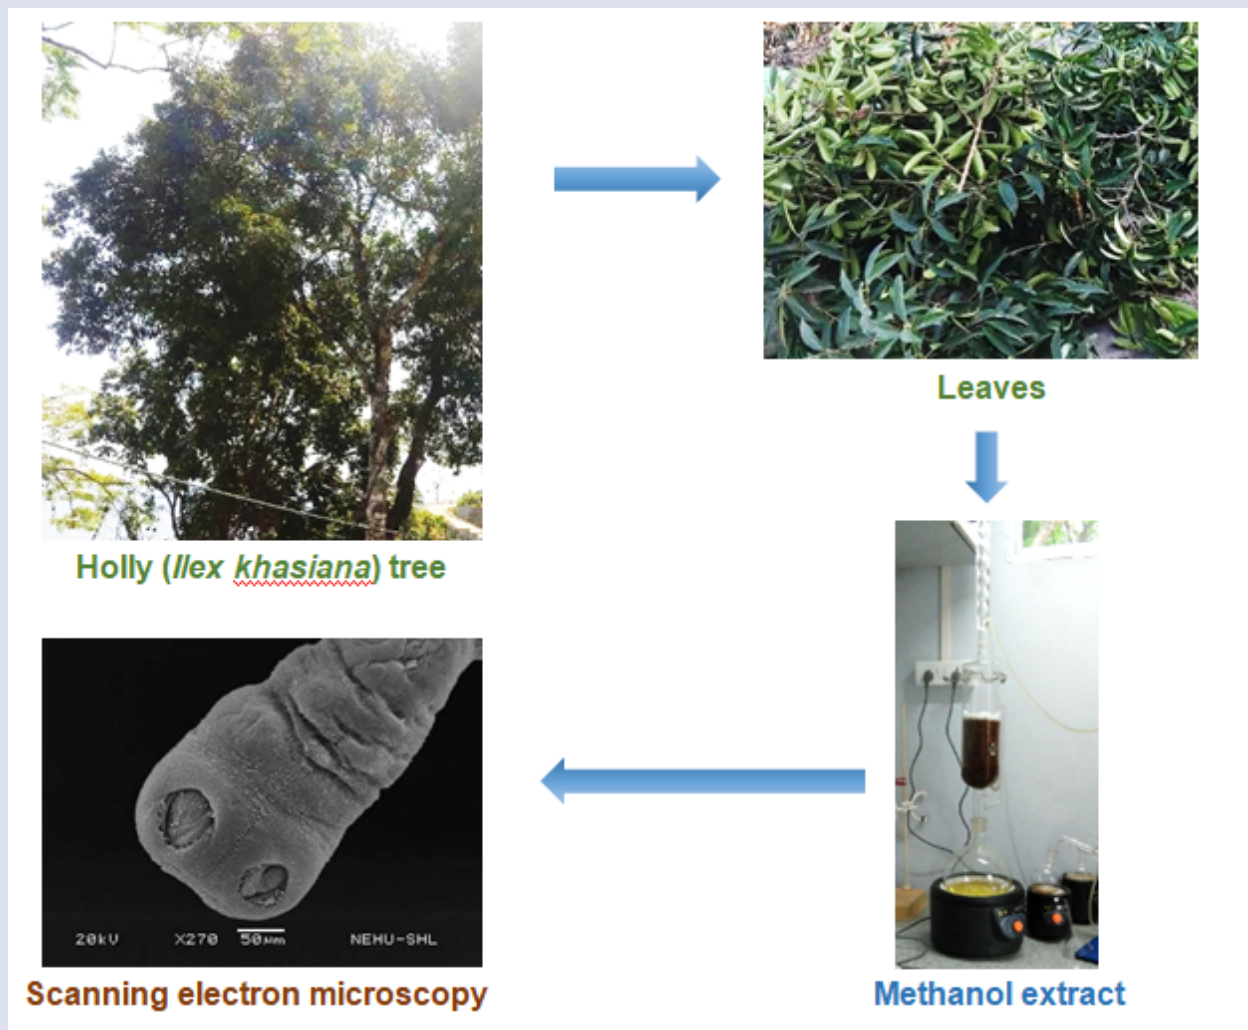 Leaves
Holly (Ilex khasiana) tree
20kV X270 50µm NEHU-SHL
Scanning electron microscopy
Methanol extract